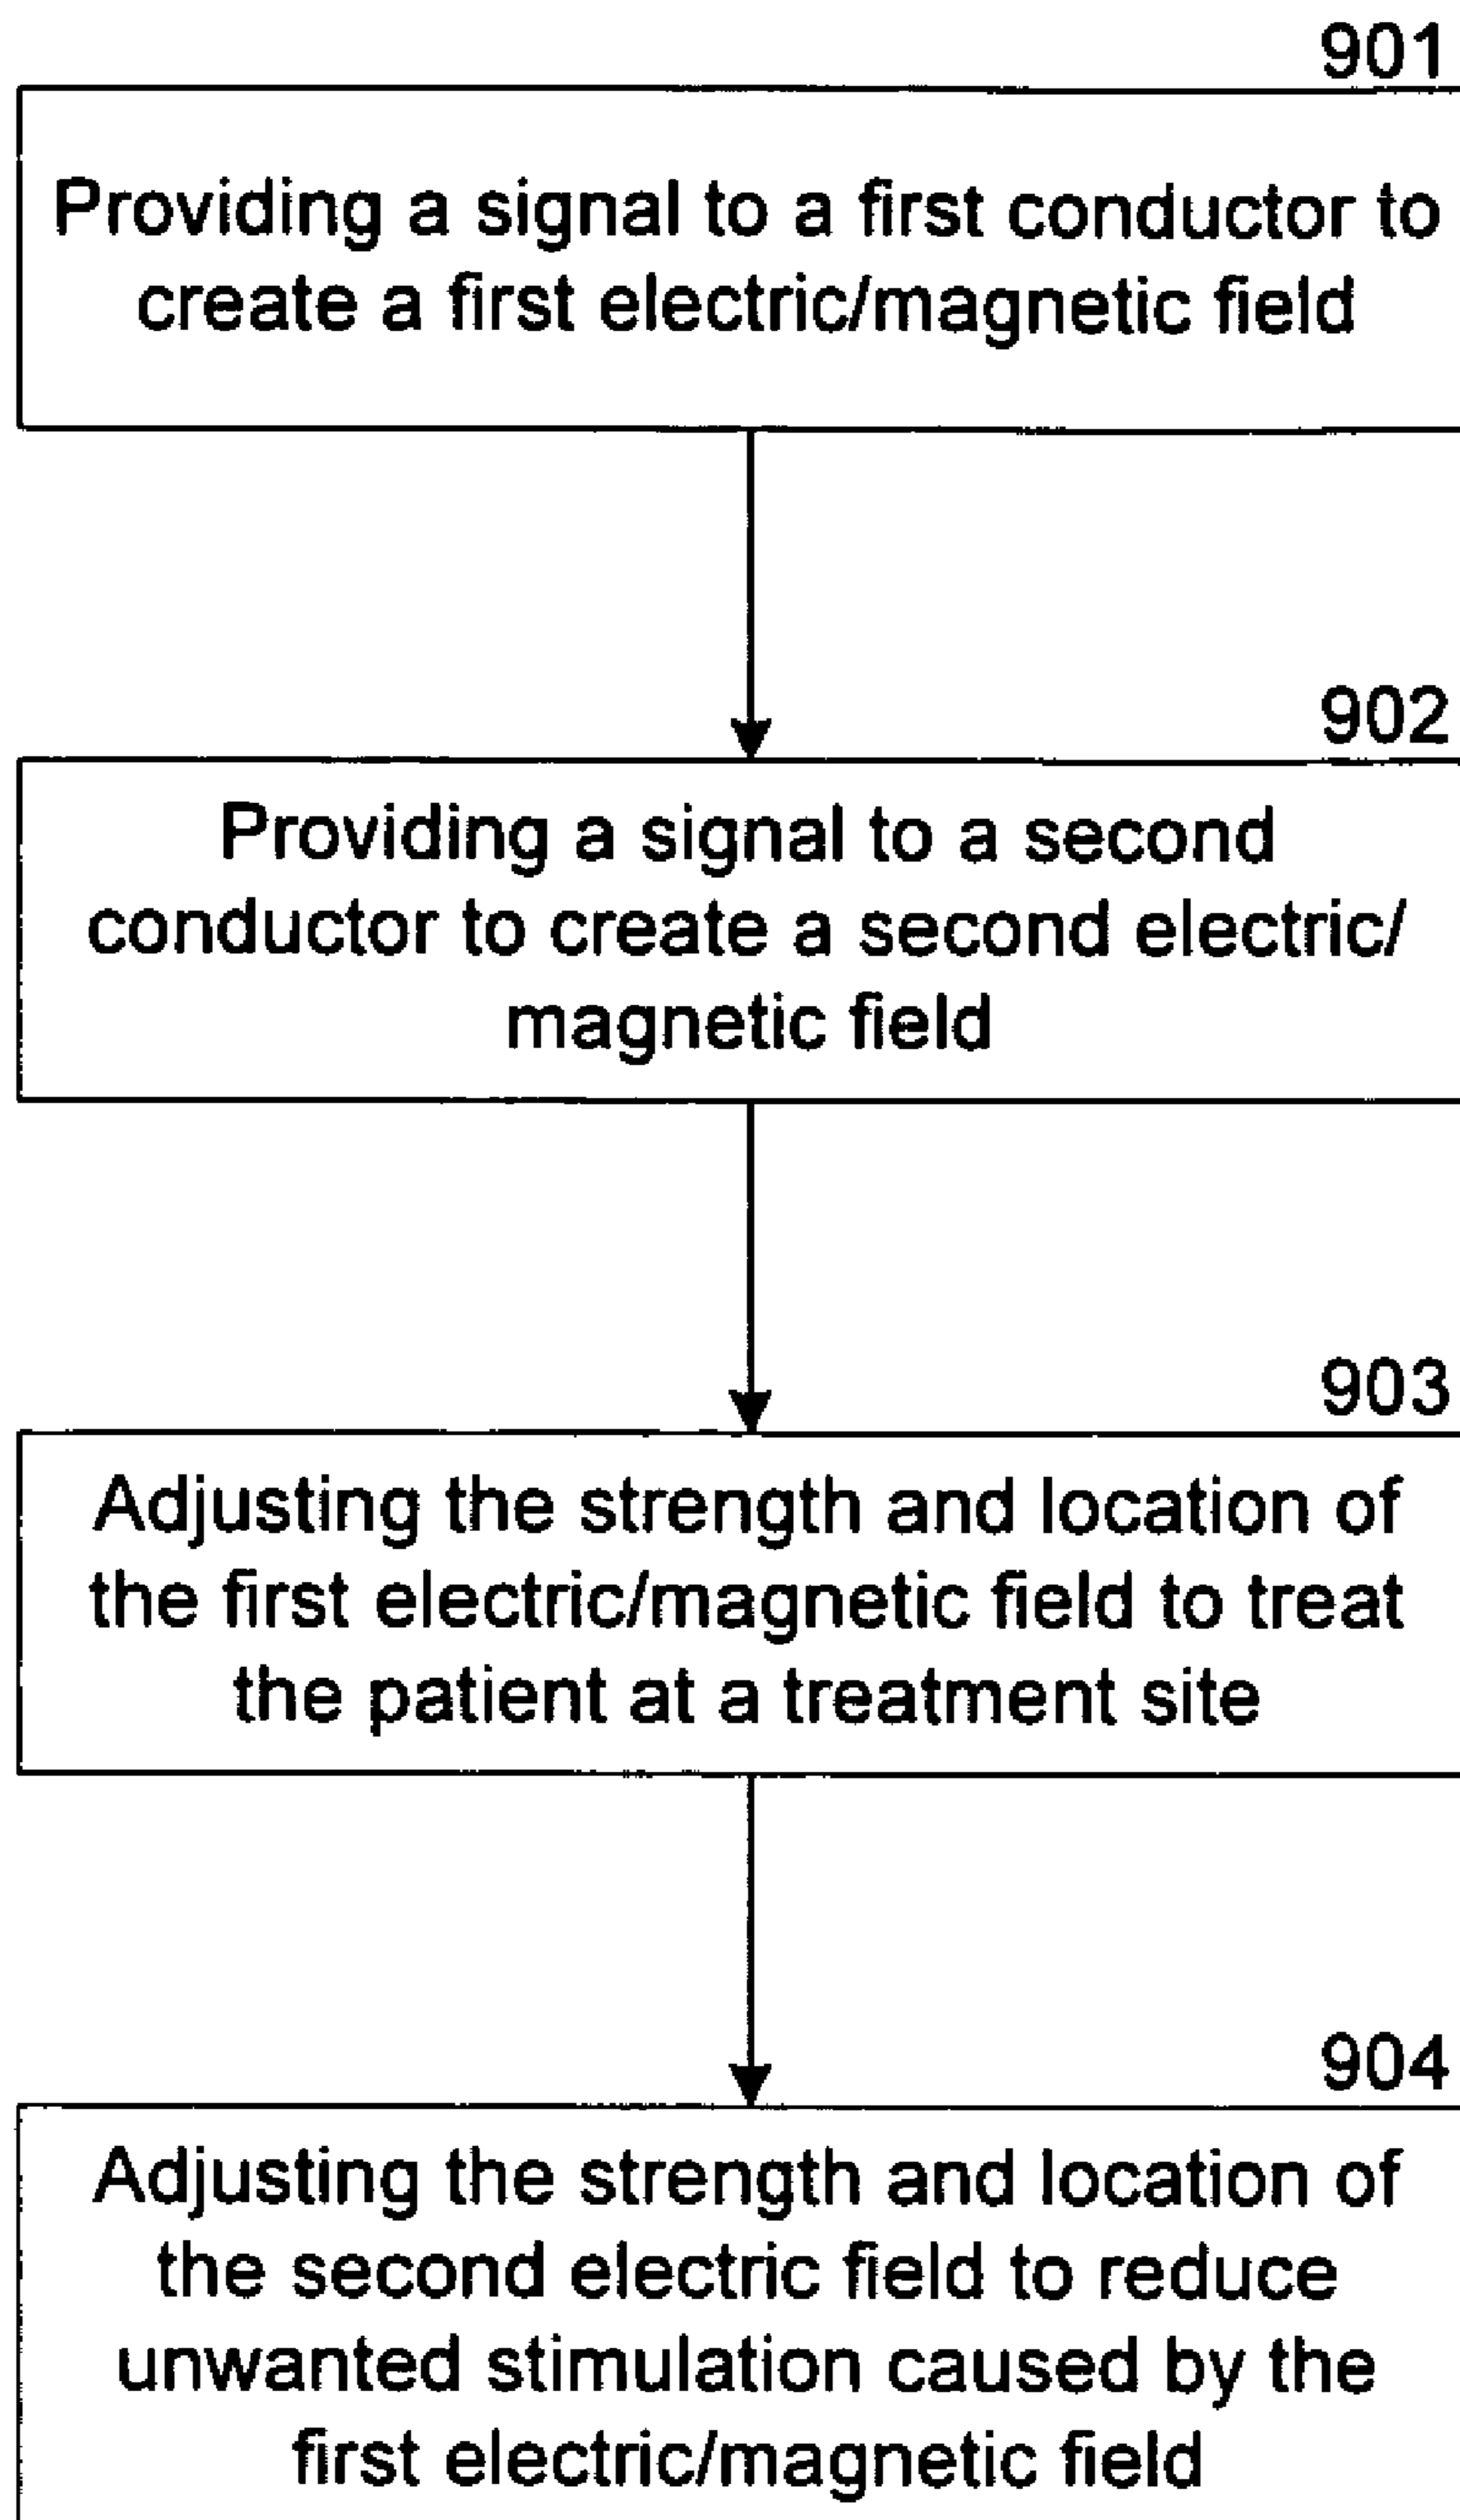 901
Providing a signal to a first conductor to
create a first electric/magnetic field
902
Providing a signal to a second
conductor to create a second electric/
magnetic field
903
Adjusting the strength and location of
the first electric/magnetic field to treat
the patient at a treatment site
904
Adjusting the strength and location of
the second electric field to reduce
unwanted stimulation caused by the
first electric/magnetic field